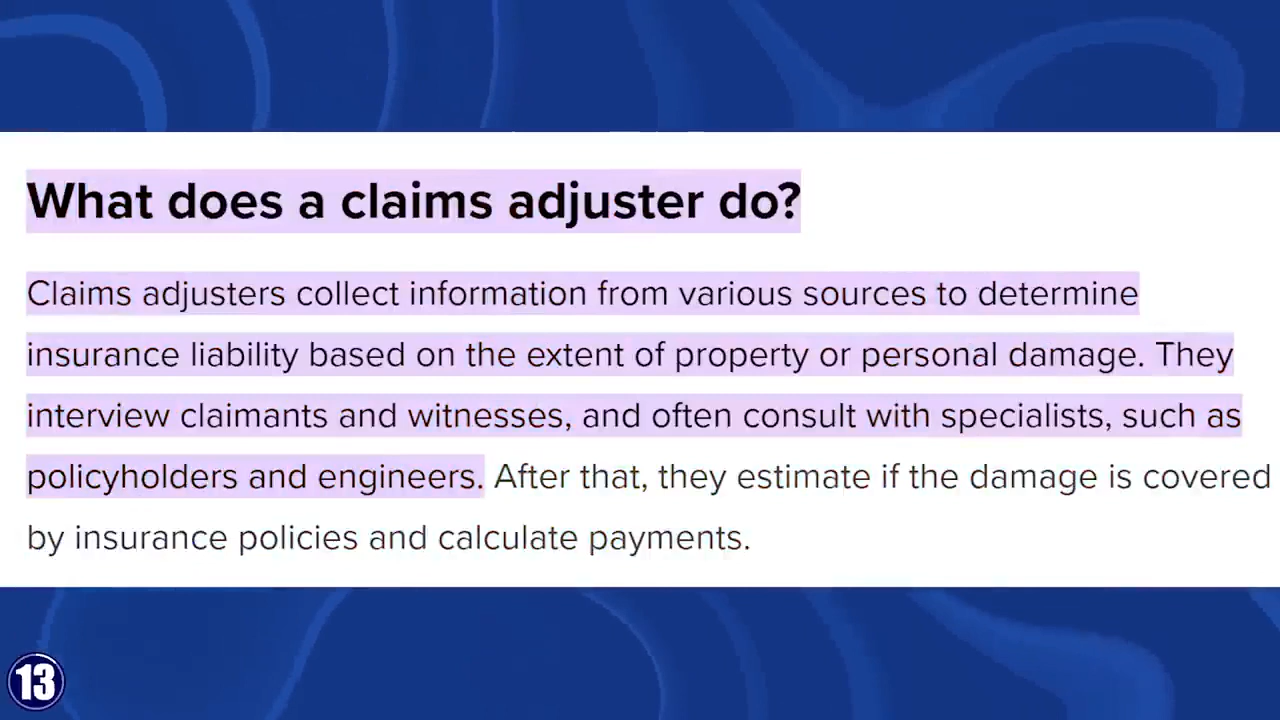 What does a claims adjuster do?
Claims adjusters collect information from various sources to determine
insurance liability based on the extent of property or personal damage. They
interview claimants and witnesses, and often consult with specialists, such as
policyholders and engineers. After that, they estimate if the damage is covered
by insurance policies and calculate payments.
13